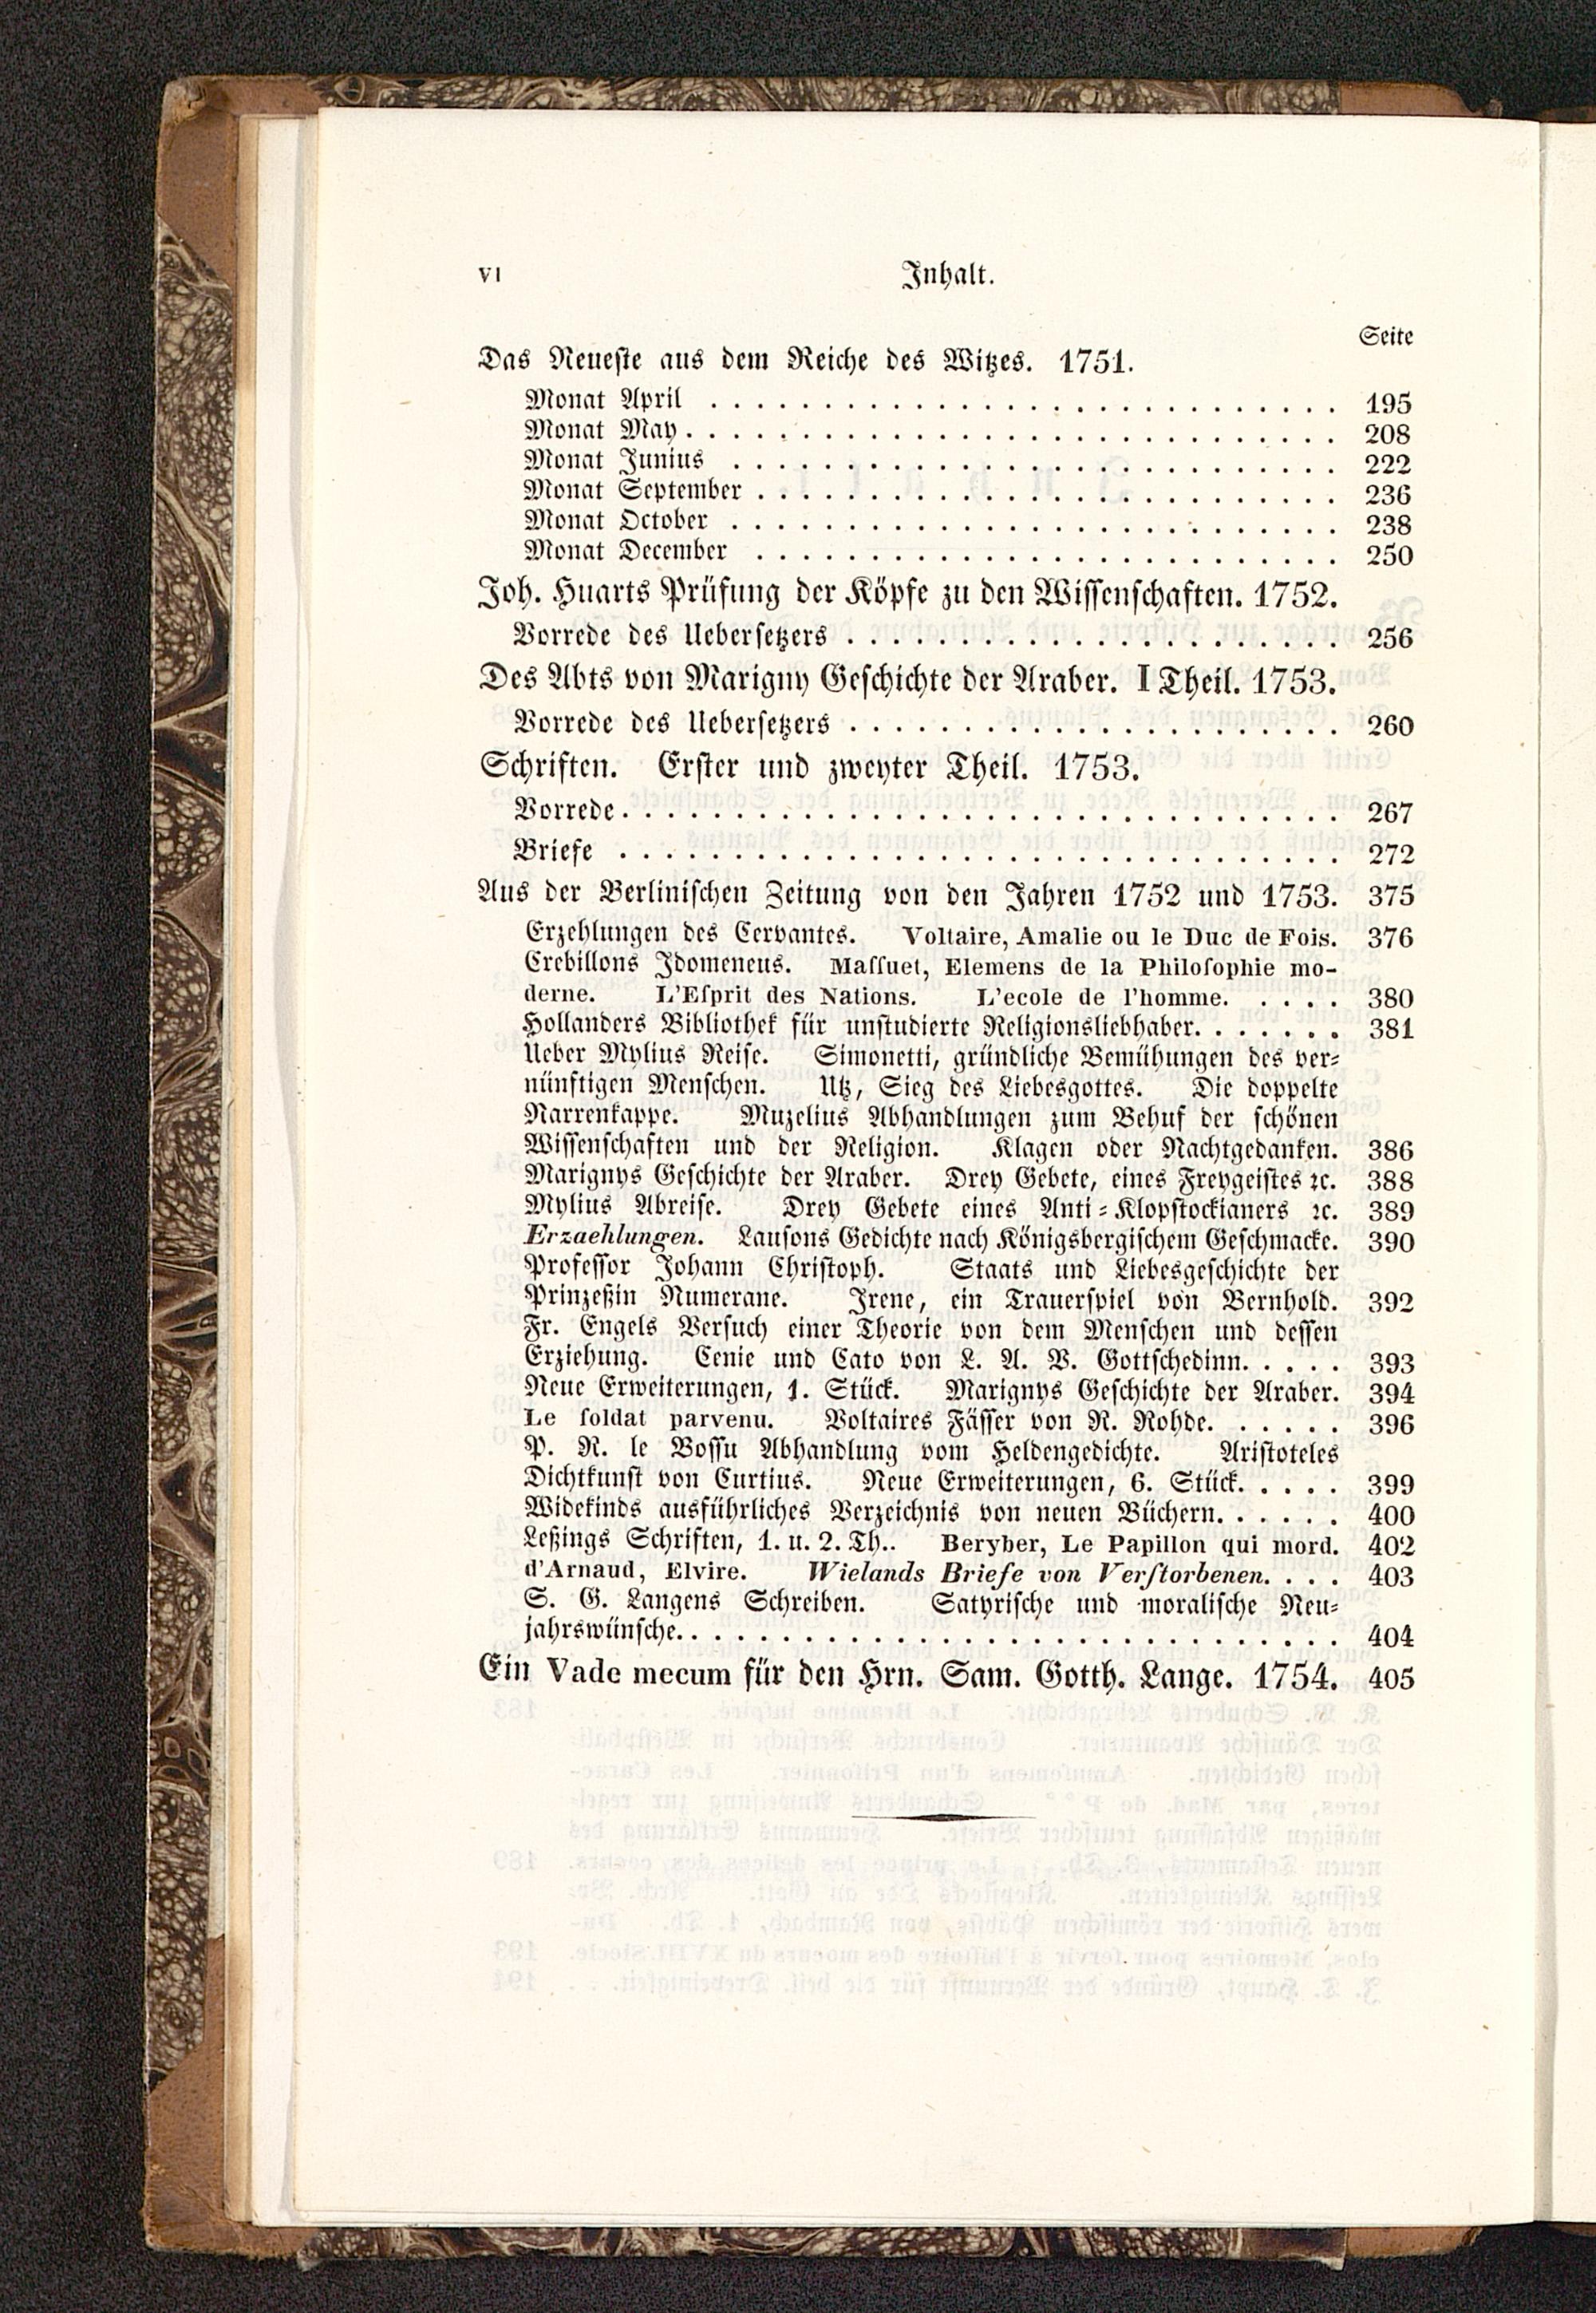 VI Inhalt.
Seite
Das Neueste aus dem Reiche des Witzes. 1751.
Monat April . . . . . . . . . . . . . . . . . . . . . . . . . . . . 195
Monat May . . . . . . . . . . . . . . . . . . . . . . . . . . . . . 208
Monat Junius . . . . . . . . . . . . . . . . . . . . . . . . . . . 222
Monat September . . . . . . . . . . . . . . . . . . . . . . . . . . 236
Monat October . . . . . . . . . . . . . . . . . . . . . . . . . . . 238
Monat December . . . . . . . . . . . . . . . . . . . . . . . . . . 250
Joh. Huarts Prüfung der Köpfe zu den Wissenschaften. 1752.
Vorrede des Uebersetzers . . . . . . . . . . . . . . . . . . . . . . 256
Des Abts von Marigny Geschichte der Araber. I Theil. 1753.
Vorrede des Uebersetzers . . . . . . . . . . . . . . . . . . . . . . 260
Schriften. Erster und zweyter Theil. 1753.
Vorrede . . . . . . . . . . . . . . . . . . . . . . . . . . . . . . . . 267
Briefe . . . . . . . . . . . . . . . . . . . . . . . . . . . . . . . . 272
Aus der Berlinischen Zeitung von den Jahren 1752 und 1753. 375
Erzehlungen des Cervantes. Voltaire, Amalie ou le Duc de Fois. 376
Crebillons Idomeneus. Maſſuet, Elemens de la Philoſophie mo-
derne. L'Eſprit des Nations. L'ecole de l'homme. . . . . . 380
Hollanders Bibliothek für unstudierte Religionsliebhaber. . . . . . . 381
Ueber Mylius Reise. Simonetti, gründliche Bemühungen des ver-
nünftigen Menschen. Utz, Sieg des Liebesgottes. Die doppelte
Narrenkappe. Muzelius Abhandlungen zum Behuf der schönen
Wissenschaften und der Religion. Klagen oder Nachtgedanken. 386
Marignys Geschichte der Araber. Drey Gebete, eines Freygeistes ꝛc. 388
Mylius Abreise. Drey Gebete eines Anti-Klopstockianers ꝛc. 389
Erzaehlungen. Lausons Gedichte nach Königsbergischem Geschmacke. 390
Professor Johann Christoph. Staats und Liebesgeschichte der
Prinzeßin Numerane. Irene, ein Trauerspiel von Bernhold. 392
Fr. Engels Versuch einer Theorie von dem Menschen und dessen
Erziehung. Cenie und Cato von L. A. V. Gottschedinn. . . . . 393
Neue Erweiterungen, 1. Stück. Marignys Geschichte der Araber. 394
Le ſoldat parvenu. Voltaires Fässer von R. Rohde. . . . . . 396
P. R. le Bossu Abhandlung vom Heldengedichte. Aristoteles
Dichtkunst von Curtius. Neue Erweiterungen, 6. Stück. . . . . 399
Widekinds ausführliches Verzeichnis von neuen Büchern. . . . . . 400
Leßings Schriften, 1. u. 2. Th.. Beryber, Le Papillon qui mord. 402
d'Arnaud, Elvire. Wielands Briefe von Verſtorbenen. . . . 403
S. G. Langens Schreiben. Satyrische und moralische Neu-
jahrswünsche. . . . . . . . . . . . . . . . . . . . . . . . . . . . . . 404
Ein Vade mecum für den Hrn. Sam. Gotth. Lange. 1754. 405